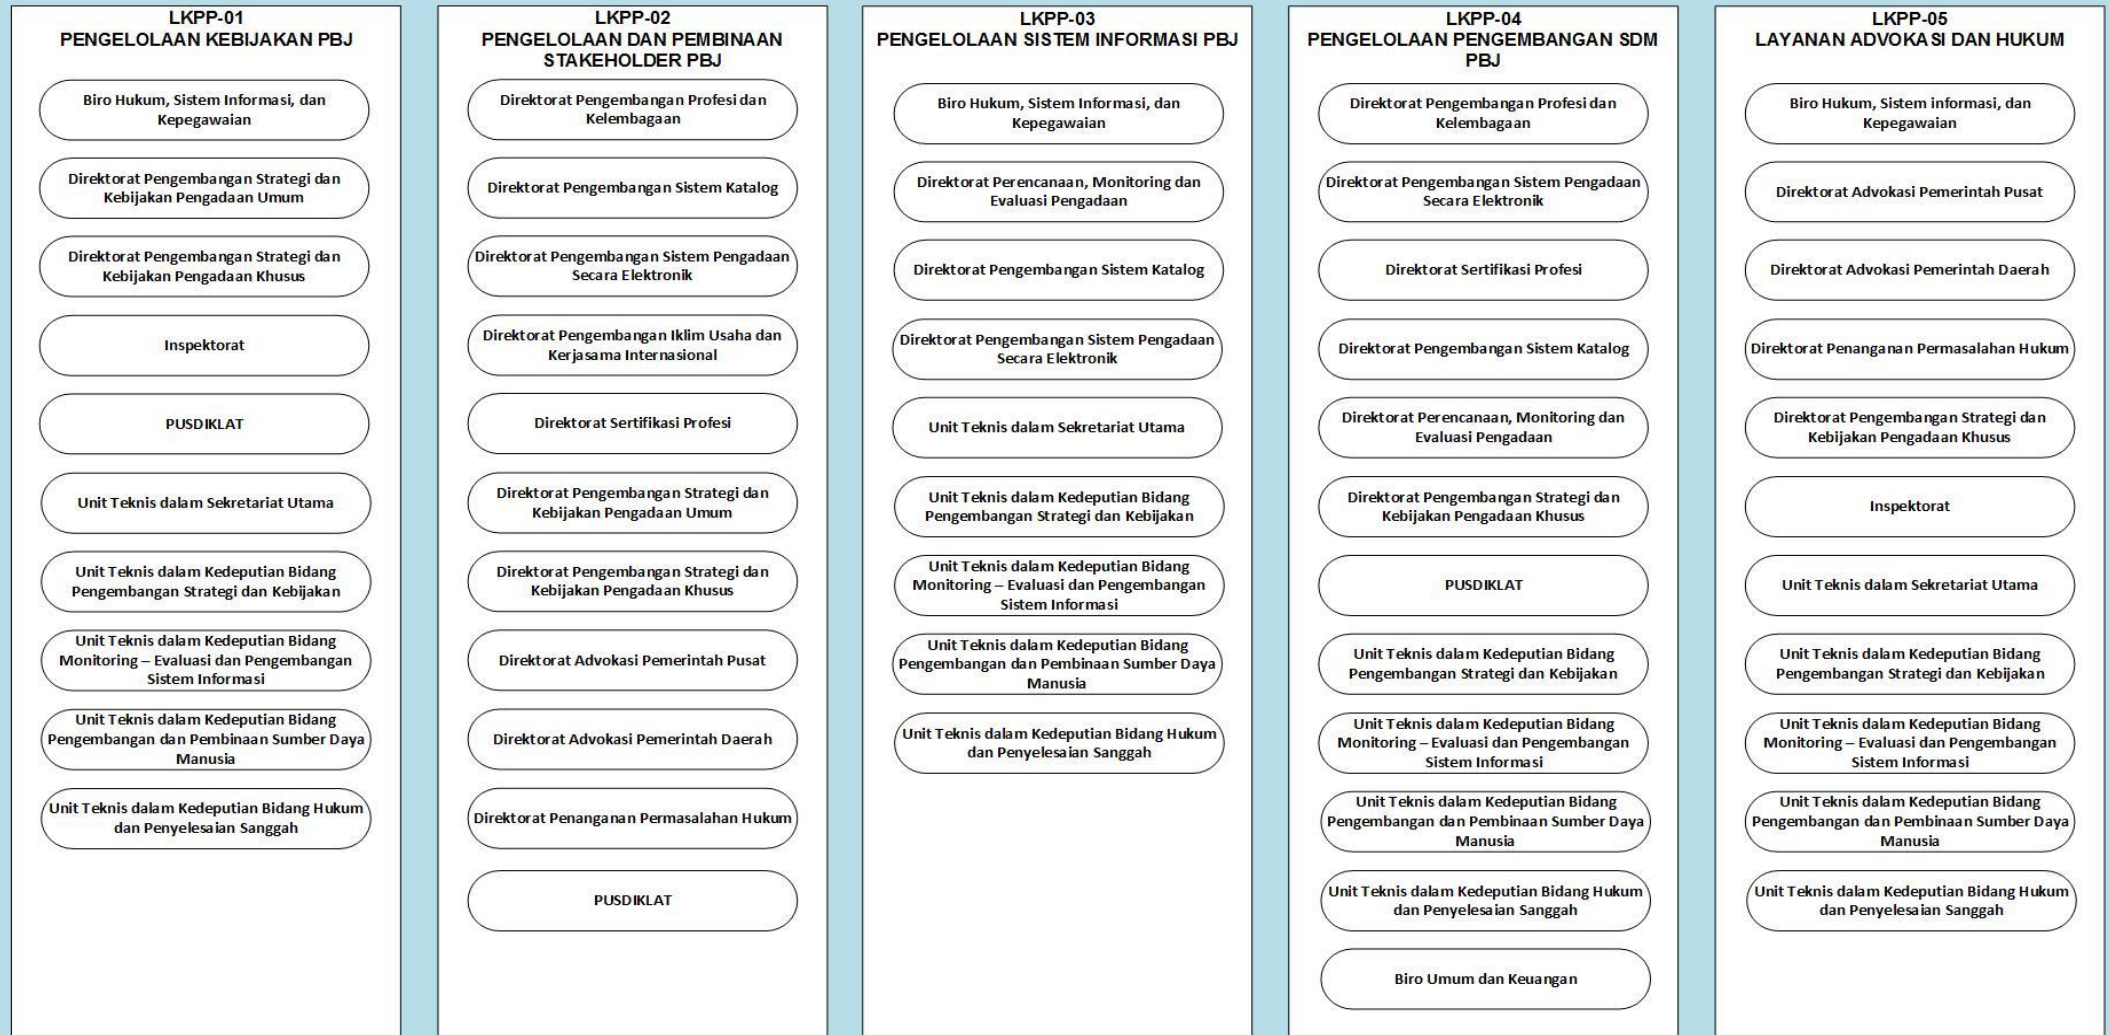 LKPP-01
PENGELOLAAN KEBIJAKAN PBJ
Biro Hukum, Sistem Informasi, dan
Kepegawaian
Direktorat Pengembangan Strategi dan
Kebijakan Pengadaan Umum
Direktorat Pengembangan Strategi dan
Kebijakan Pengadaan Khusus
Inspektorat
PUSDIKLAT
Unit Teknis dalam Sekretariat Utama
Unit Teknis dalam Kedeputian Bidang
Pengembangan Strategi dan Kebijakan
Unit Teknis dalam Kedeputian Bidang
Monitoring – Evaluasi dan Pengembangan
Sistem Informasi
Unit Teknis dalam Kedeputian Bidang
Pengembangan dan Pembinaan Sumber Daya
Manusia
Unit Teknis dalam Kedeputian Bidang Hukum
dan Penyelesaian Sanggah
LKPP-02
PENGELOLAAN DAN PEMBINAAN
STAKEHOLDER PBJ
Direktorat Pengembangan Profesi dan
Kelembagaan
Direktorat Pengembangan Sistem Katalog
Direktorat Pengembangan Sistem Pengadaan
Secara Elektronik
Direktorat Pengembangan Iklim Usaha dan
Kerjasama Internasional
Direktorat Sertifikasi Profesi
Direktorat Pengembangan Strategi dan
Kebijakan Pengadaan Umum
Direktorat Pengembangan Strategi dan
Kebijakan Pengadaan Khusus
Direktorat Advokasi Pemerintah Pusat
Direktorat Advokasi Pemerintah Daerah
Direktorat Penanganan Permasalahan Hukum
PUSDIKLAT
LKPP-03
PENGELOLAAN SISTEM INFORMASI PBJ
Biro Hukum, Sistem Informasi, dan
Kepegawaian
Direktorat Perencanaan, Monitoring dan
Evaluasi Pengadaan
Direktorat Pengembangan Sistem Katalog
Direktorat Pengembangan Sistem Pengadaan
Secara Elektronik
Unit Teknis dalam Sekretariat Utama
Unit Teknis dalam Kedeputian Bidang
Pengembangan Strategi dan Kebijakan
Unit Teknis dalam Kedeputian Bidang
Monitoring – Evaluasi dan Pengembangan
Sistem Informasi
Unit Teknis dalam Kedeputian Bidang
Pengembangan dan Pembinaan Sumber Daya
Manusia
Unit Teknis dalam Kedeputian Bidang Hukum
dan Penyelesaian Sanggah
LKPP-04
PENGELOLAAN PENGEMBANGAN SDM
PBJ
Direktorat Pengembangan Profesi dan
Kelembagaan
Direktorat Pengembangan Sistem Pengadaan
Secara Elektronik
Direktorat Sertifikasi Profesi
Direktorat Pengembangan Sistem Katalog
Direktorat Perencanaan, Monitoring dan
Evaluasi Pengadaan
Direktorat Pengembangan Strategi dan
Kebijakan Pengadaan Khusus
PUSDIKLAT
Unit Teknis dalam Kedeputian Bidang
Pengembangan Strategi dan Kebijakan
Unit Teknis dalam Kedeputian Bidang
Monitoring – Evaluasi dan Pengembangan
Sistem Informasi
Unit Teknis dalam Kedeputian Bidang
Pengembangan dan Pembinaan Sumber Daya
Manusia
Unit Teknis dalam Kedeputian Bidang Hukum
dan Penyelesaian Sanggah
Biro Umum dan Keuangan
LKPP-05
LAYANAN ADVOKASI DAN HUKUM
Biro Hukum, Sistem informasi, dan
Kepegawaian
Direktorat Advokasi Pemerintah Pusat
Direktorat Advokasi Pemerintah Daerah
Direktorat Penanganan Permasalahan Hukum
Direktorat Pengembangan Strategi dan
Kebijakan Pengadaan Khusus
Inspektorat
Unit Teknis dalam Sekretariat Utama
Unit Teknis dalam Kedeputian Bidang
Pengembangan Strategi dan Kebijakan
Unit Teknis dalam Kedeputian Bidang
Monitoring – Evaluasi dan Pengembangan
Sistem Informasi
Unit Teknis dalam Kedeputian Bidang
Pengembangan dan Pembinaan Sumber Daya
Manusia
Unit Teknis dalam Kedeputian Bidang Hukum
dan Penyelesaian Sanggah